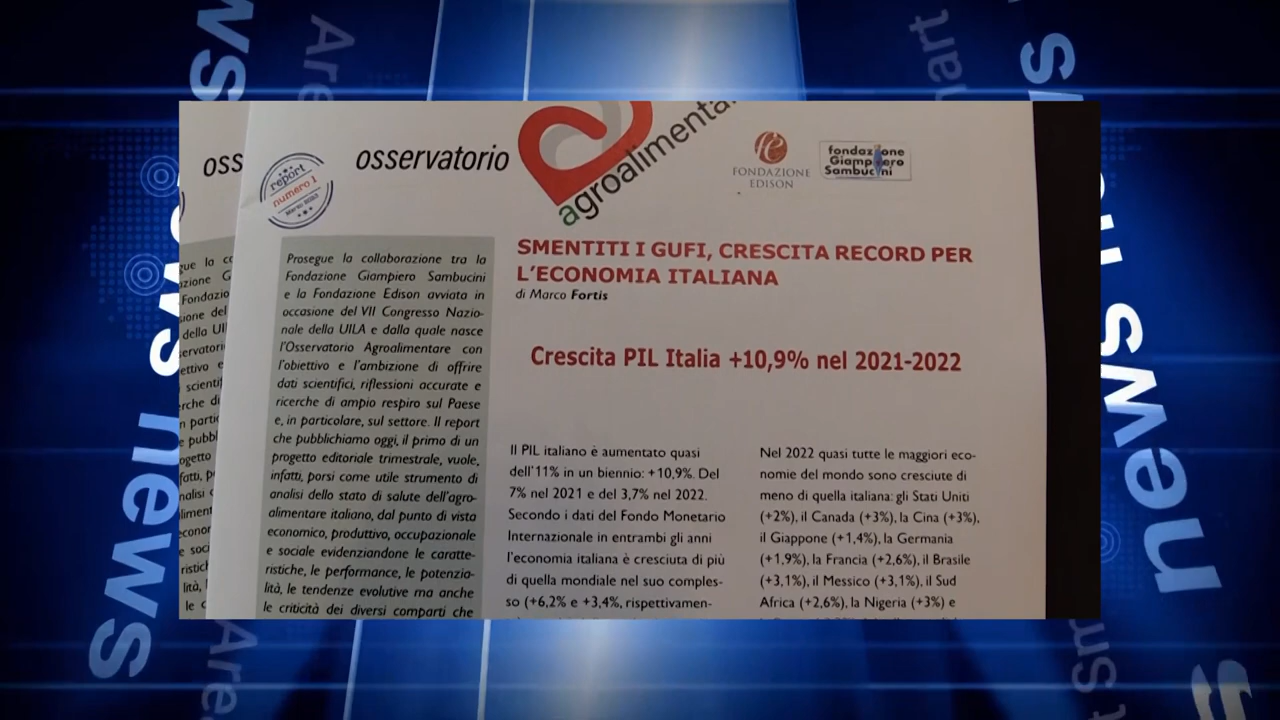 osservatorio
agroalimenta
report
numero 1
Marzo 2023
FONDAZIONE
EDISON
fondazione
Giampiero
Sambucini
Prosegue la collaborazione tra la
Fondazione Giampiero Sambucini
e la Fondazione Edison avviata in
occasione del VII Congresso Nazio-
nale della UILA e dalla quale nasce
l'Osservatorio Agroalimentare con
l'obiettivo e l'ambizione di offrire
dati scientifici, riflessioni accurate e
ricerche di ampio respiro sul Paese
e, in particolare, sul settore. Il report
che pubblichiamo oggi, il primo di un
progetto editoriale trimestrale, vuole,
infatti, porsi come utile strumento di
analisi dello stato di salute dell'agro-
alimentare italiano, dal punto di vista
economico, produttivo, occupazionale
e sociale evidenziandone le caratte-
ristiche, le performance, le potenzia-
lità, le tendenze evolutive ma anche
le criticità dei diversi comparti che
SMENTITI I GUFI, CRESCITA RECORD PER
L'ECONOMIA ITALIANA
di Marco Fortis
Crescita PIL Italia +10,9% nel 2021-2022
Il PIL italiano è aumentato quasi
dell'11% in un biennio: +10,9%. Del
7% nel 2021 e del 3,7% nel 2022.
Secondo i dati del Fondo Monetario
Internazionale in entrambi gli anni
l'economia italiana è cresciuta di più
di quella mondiale nel suo comples-
so (+6,2% e +3,4%, rispettivamen-
Nel 2022 quasi tutte le maggiori eco-
nomie del mondo sono cresciute di
meno di quella italiana: gli Stati Uniti
(+2%), il Canada (+3%), la Cina (+3%),
il Giappone (+1,4%), la Germania
(+1,9%), la Francia (+2,6%), il Brasile
(+3,1%), il Messico (+3,1%), il Sud
Africa (+2,6%), la Nigeria (+3%) e
news
news